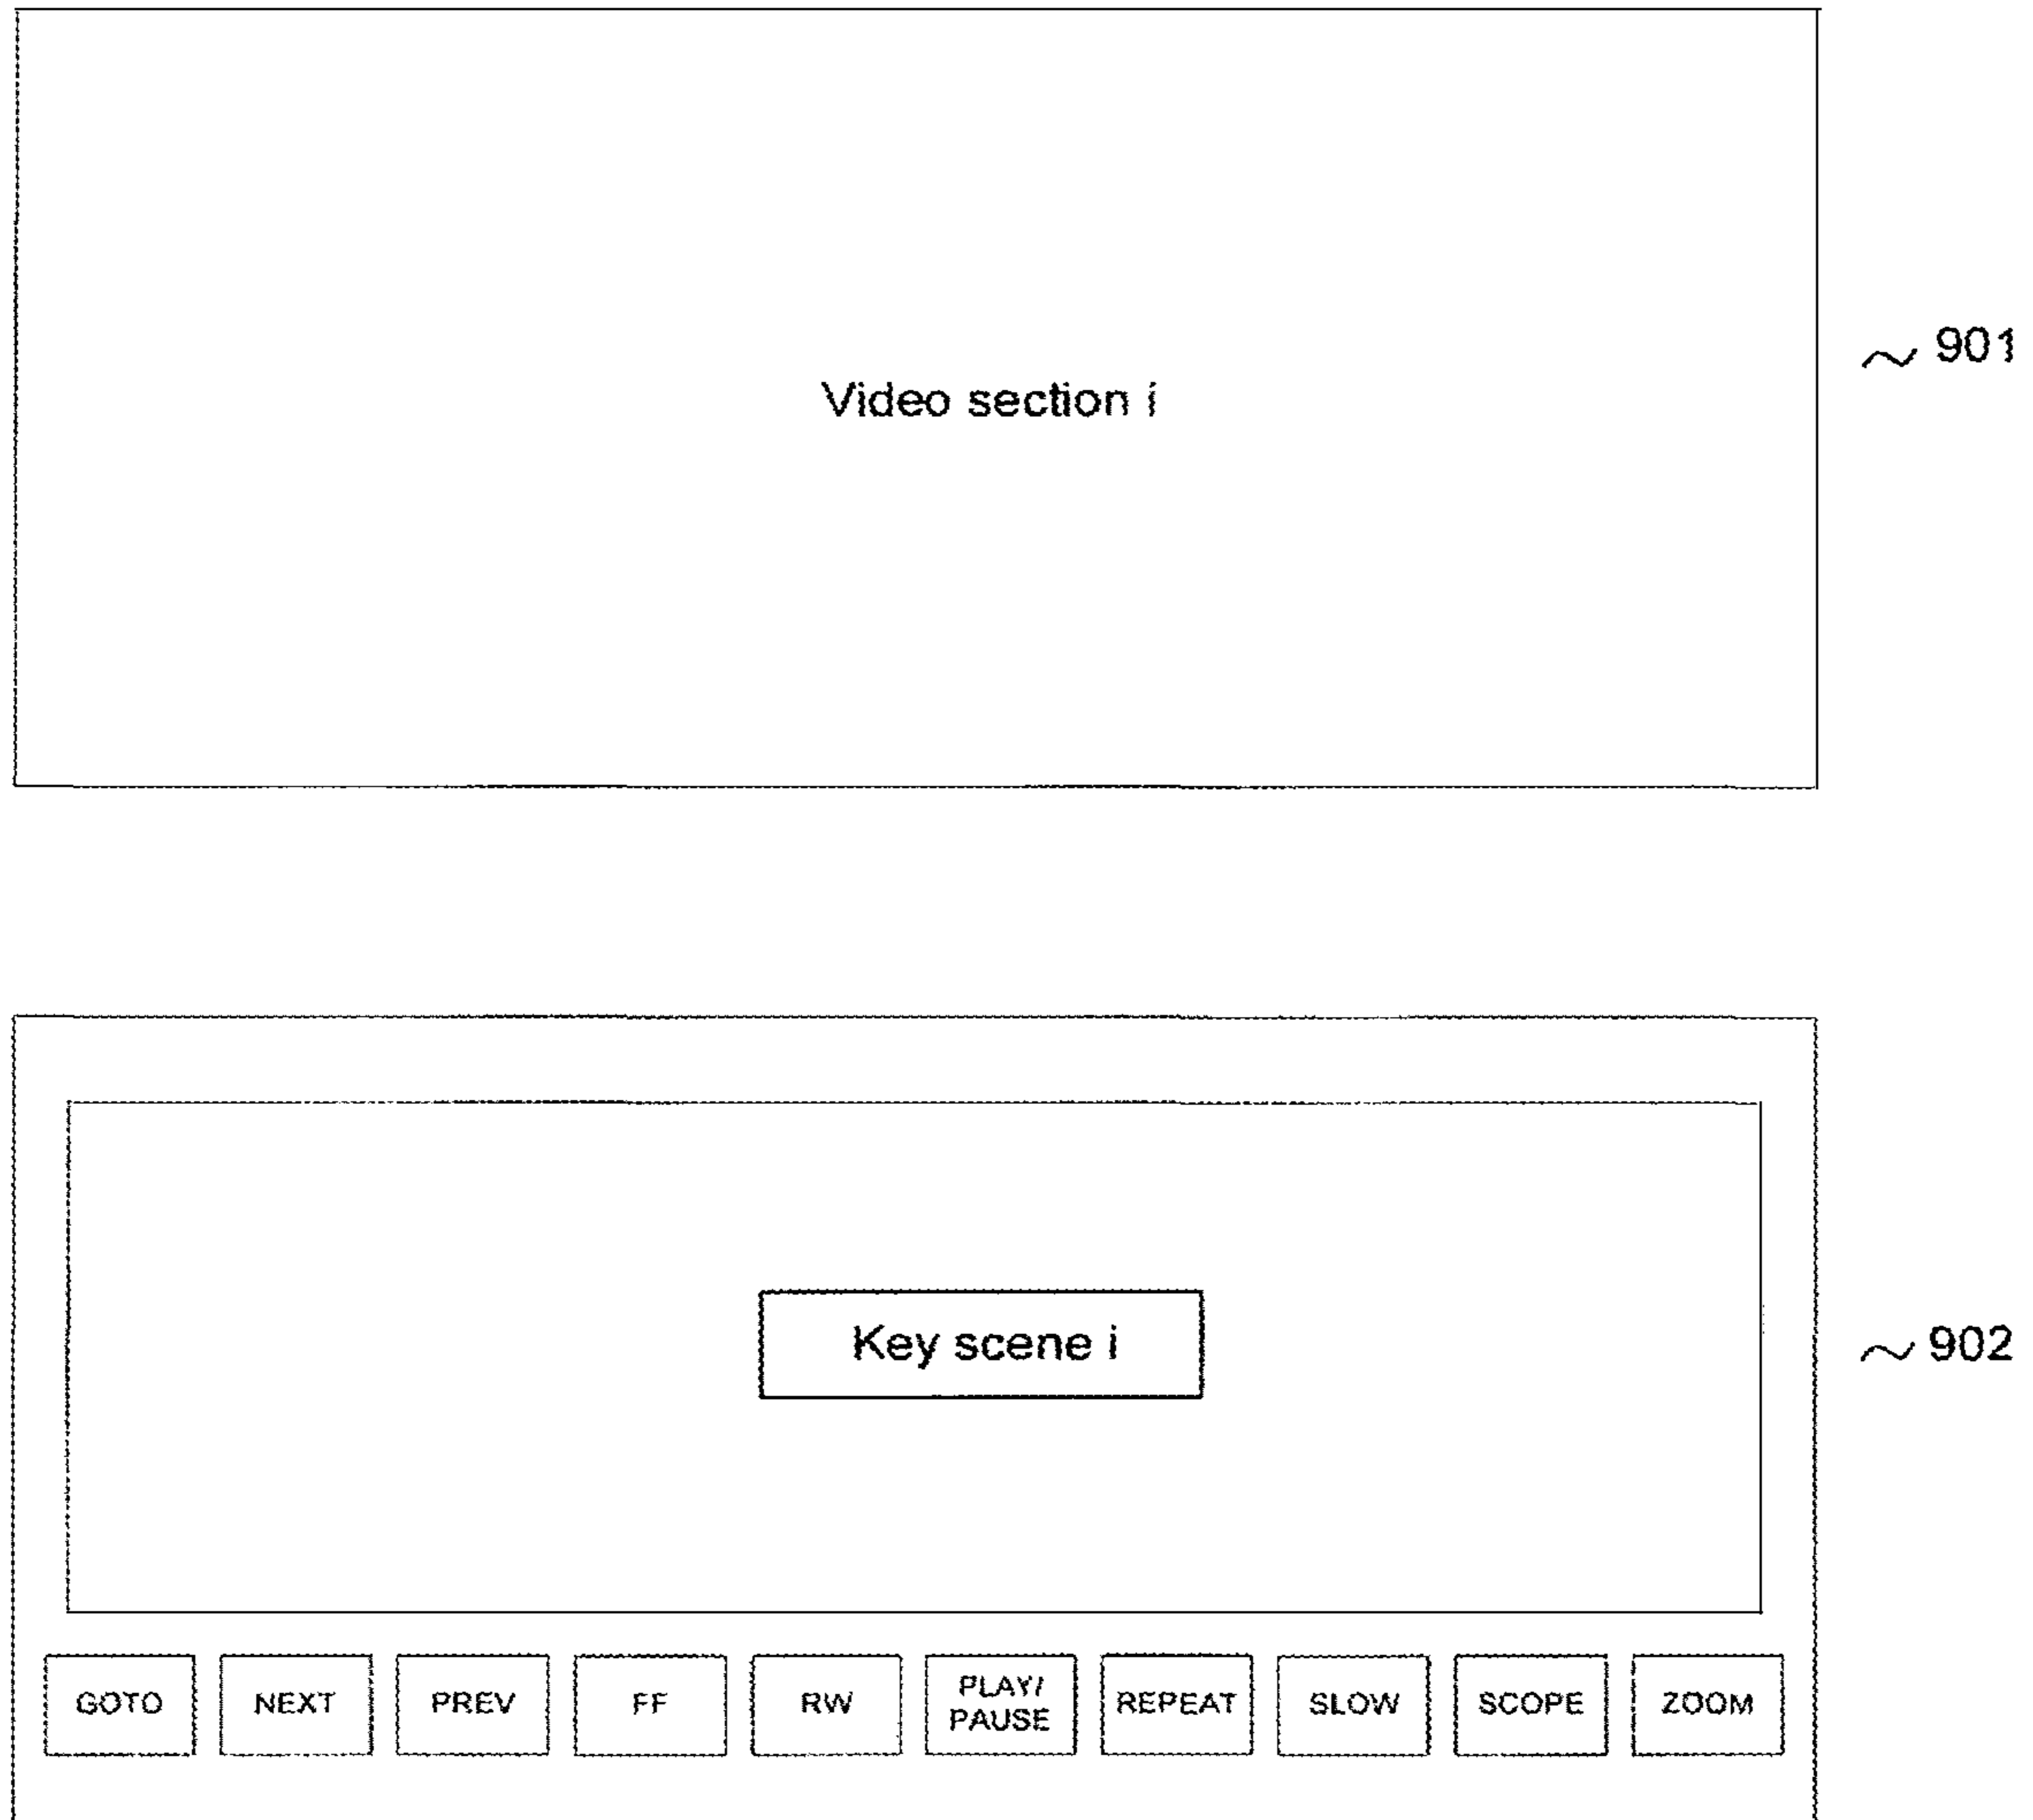 Video section i
901
Key scene i
902
GOTO NEXT PREV FF RW PLAY/ PAUSE REPEAT SLOW SCOPE ZOOM